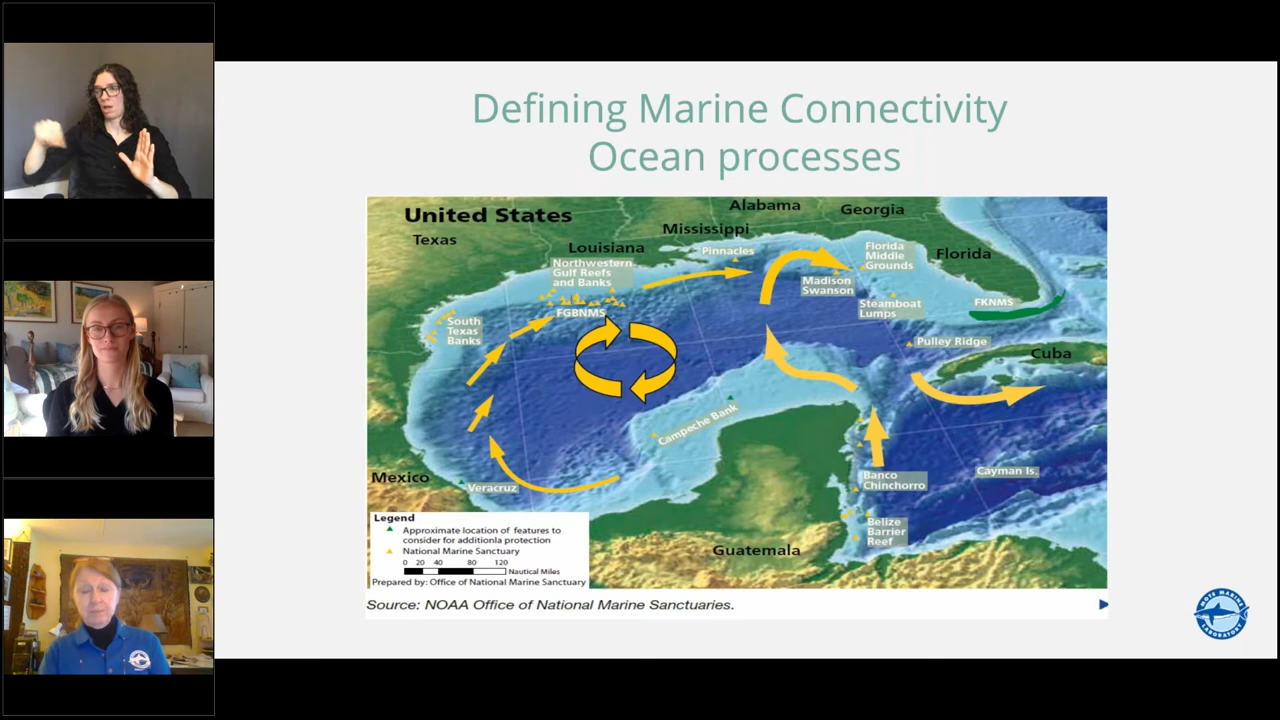 Defining Marine Connectivity
Ocean processes
United States
Alabama
Georgia
Texas
Mississippi
Louisiana
Pinnacles
Florida
Middle
Grounds
Florida
Northwestern
Gulf Reefs
and Banks
Madison
Swanson
FGBNMS
Steamboat
Lumps
FKNMS
South
Texas
Banks
Pulley Ridge
Cuba
Campeche Bank
Mexico
Veracruz
Banco
Chinchorro
Cayman Is.
Belize
Barrier
Reef
Guatemala
Legend
Approximate location of features to
consider for additionla protection
National Marine Sanctuary
0 20 40 80 120
Nautical Miles
Prepared by: Office of National Marine Sanctuary
Source: NOAA Office of National Marine Sanctuaries.
MOTE MARINE
LABORATORY